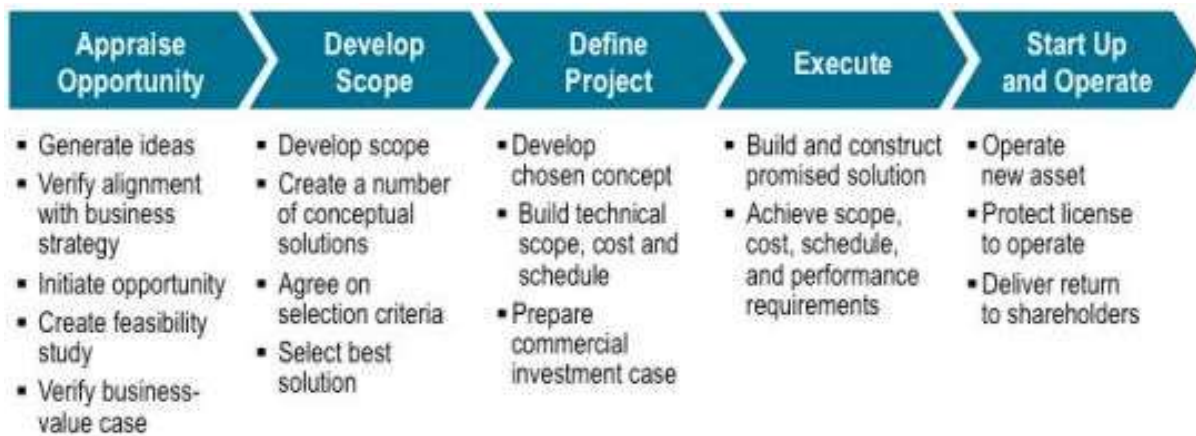 Appraise
Opportunity
Develop
Scope
Define
Project
Execute
Start Up
and Operate
▪ Generate ideas
▪ Verify alignment
with business
strategy
▪ Initiate opportunity
▪ Create feasibility
study
▪ Verify business-
value case
▪ Develop scope
▪ Create a number
of conceptual
solutions
▪ Agree on
selection criteria
▪ Select best
solution
▪ Develop
chosen concept
▪ Build technical
scope, cost and
schedule
▪ Prepare
commercial
investment case
▪ Build and construct
promised solution
▪ Achieve scope,
cost, schedule,
and performance
requirements
▪ Operate
new asset
▪ Protect license
to operate
▪ Deliver return
to shareholders